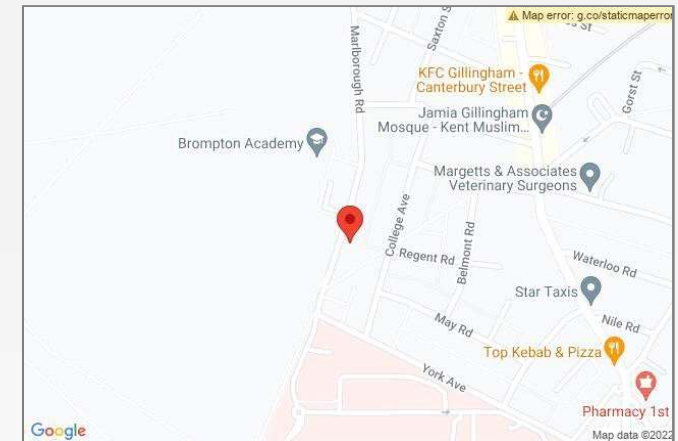 Map error: g.co/staticmaperror
Marlborough Rd
KFC Gillingham -
Canterbury Street
Gorst St
Jamia Gillingham
Mosque - Kent Muslim...
Brompton Academy
Margetts & Associates
Veterinary Surgeons
College Ave
Belmont Rd
Regent Rd
Waterloo Rd
Star Taxis
May Rd
Nile Rd
Top Kebab & Pizza
York Ave
Pharmacy 1st
Google
Map data ©2022